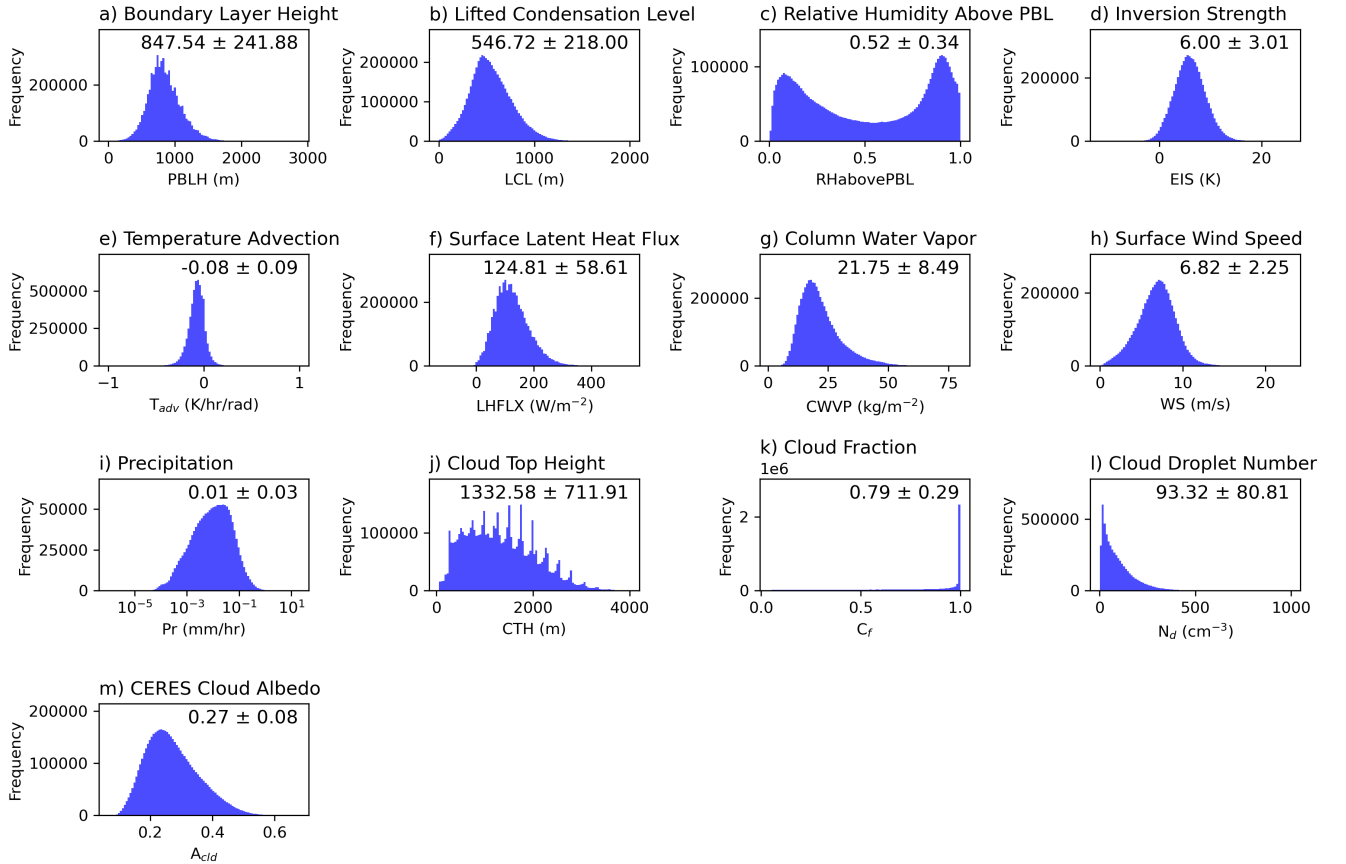 a) Boundary Layer Height
847.54 ± 241.88
Frequency
200000
0
0 1000 2000 3000
PBLH (m)
b) Lifted Condensation Level
546.72 ± 218.00
Frequency
200000
100000
0
0 1000 2000
LCL (m)
c) Relative Humidity Above PBL
0.52 ± 0.34
Frequency
100000
0
0.0 0.5 1.0
RHabovePBL
d) Inversion Strength
6.00 ± 3.01
Frequency
200000
0
0 20
EIS (K)
e) Temperature Advection
-0.08 ± 0.09
Frequency
500000
250000
0
−1 0 1
T_adv (K/hr/rad)
f) Surface Latent Heat Flux
124.81 ± 58.61
Frequency
200000
0
0 200 400
LHFLX (W/m⁻²)
g) Column Water Vapor
21.75 ± 8.49
Frequency
200000
0
0 25 50 75
CWVP (kg/m⁻²)
h) Surface Wind Speed
6.82 ± 2.25
Frequency
200000
0
0 10 20
WS (m/s)
i) Precipitation
0.01 ± 0.03
Frequency
50000
25000
0
10⁻⁵ 10⁻³ 10⁻¹ 10¹
Pr (mm/hr)
j) Cloud Top Height
1332.58 ± 711.91
Frequency
100000
0
0 2000 4000
CTH (m)
k) Cloud Fraction
1e6
0.79 ± 0.29
Frequency
2
0
0.0 0.5 1.0
C_f
l) Cloud Droplet Number
93.32 ± 80.81
Frequency
500000
0
0 500 1000
N_d (cm⁻³)
m) CERES Cloud Albedo
0.27 ± 0.08
Frequency
200000
100000
0
0.2 0.4 0.6
A_cld